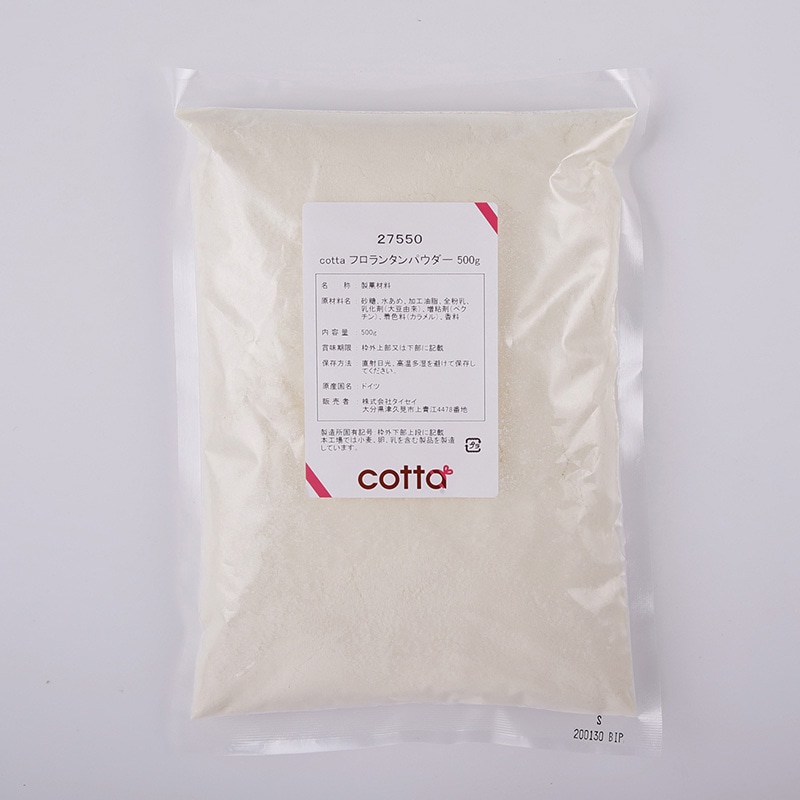 27550
cotta フロランタンパウダー 500g
名 称 製菓材料
原材料名 砂糖、水あめ、加工油脂、全粉乳、
乳化剤(大豆由来)、増粘剤(ペク
チン)、着色料(カラメル)、香料
内容量 500g
賞味期限 枠外上部又は下部に記載
保存方法 直射日光、高温多湿を避けて保存し
てください。
原産国名 ドイツ
販売者 株式会社タイセイ
大分県津久見市上青江4478番地
製造所固有記号:枠外下部上段に記載
本工場では小麦、卵、乳を含む製品を製造
しています。
プラ
cotta
S
200130 BIP